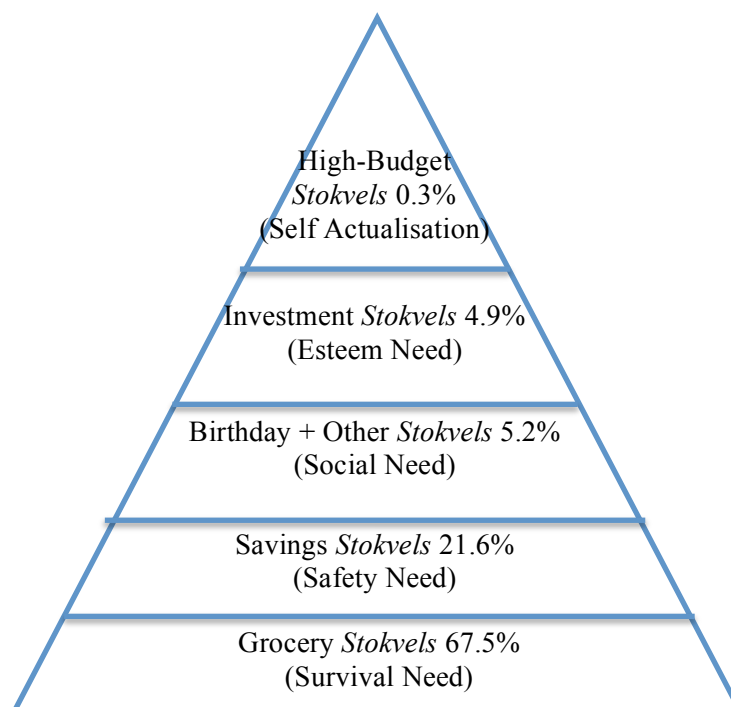 High-Budget
Stokvels 0.3%
(Self Actualisation)
Investment Stokvels 4.9%
(Esteem Need)
Birthday + Other Stokvels 5.2%
(Social Need)
Savings Stokvels 21.6%
(Safety Need)
Grocery Stokvels 67.5%
(Survival Need)